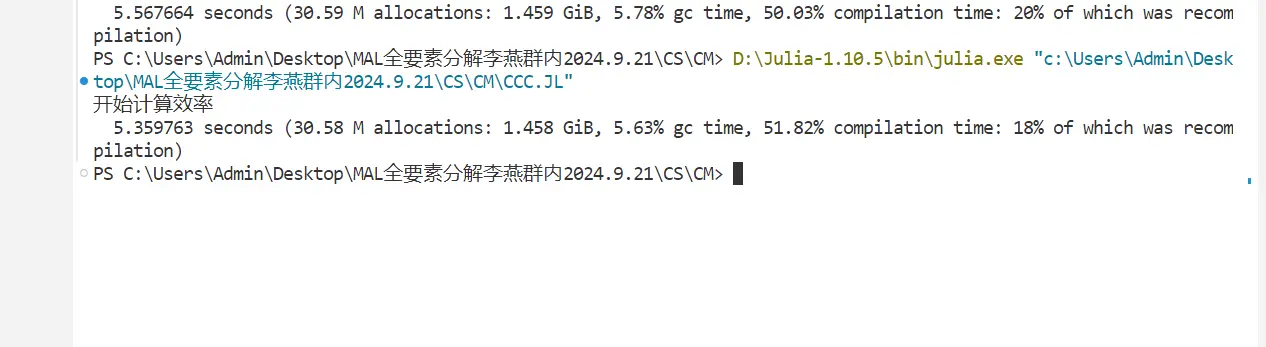 5.567664 seconds (30.59 M allocations: 1.459 GiB, 5.78% gc time, 50.03% compilation time: 20% of which was recom
pilation)
PS C:\Users\Admin\Desktop\MAL全要素分解李燕群内2024.9.21\CS\CM> D:\Julia-1.10.5\bin\julia.exe "c:\Users\Admin\Desk
top\MAL全要素分解李燕群内2024.9.21\CS\CM\CCC.JL"
开始计算效率
5.359763 seconds (30.58 M allocations: 1.458 GiB, 5.63% gc time, 51.82% compilation time: 18% of which was recom
pilation)
PS C:\Users\Admin\Desktop\MAL全要素分解李燕群内2024.9.21\CS\CM>